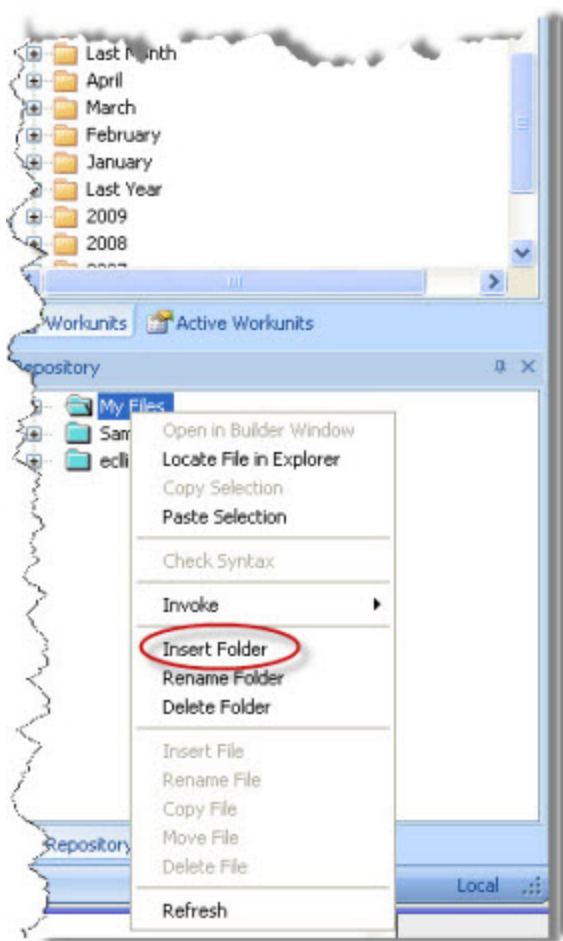 Last
April
March
February
January
Last Year
2009
2008
Workunits
Active Workunits
My Files
Open in Builder Window
Locate File in Explorer
Copy Selection
Paste Selection
Check Syntax
Invoke
Insert Folder
Rename Folder
Delete Folder
Insert File
Rename File
Copy File
Move File
Delete File
Repository
Local
Refresh